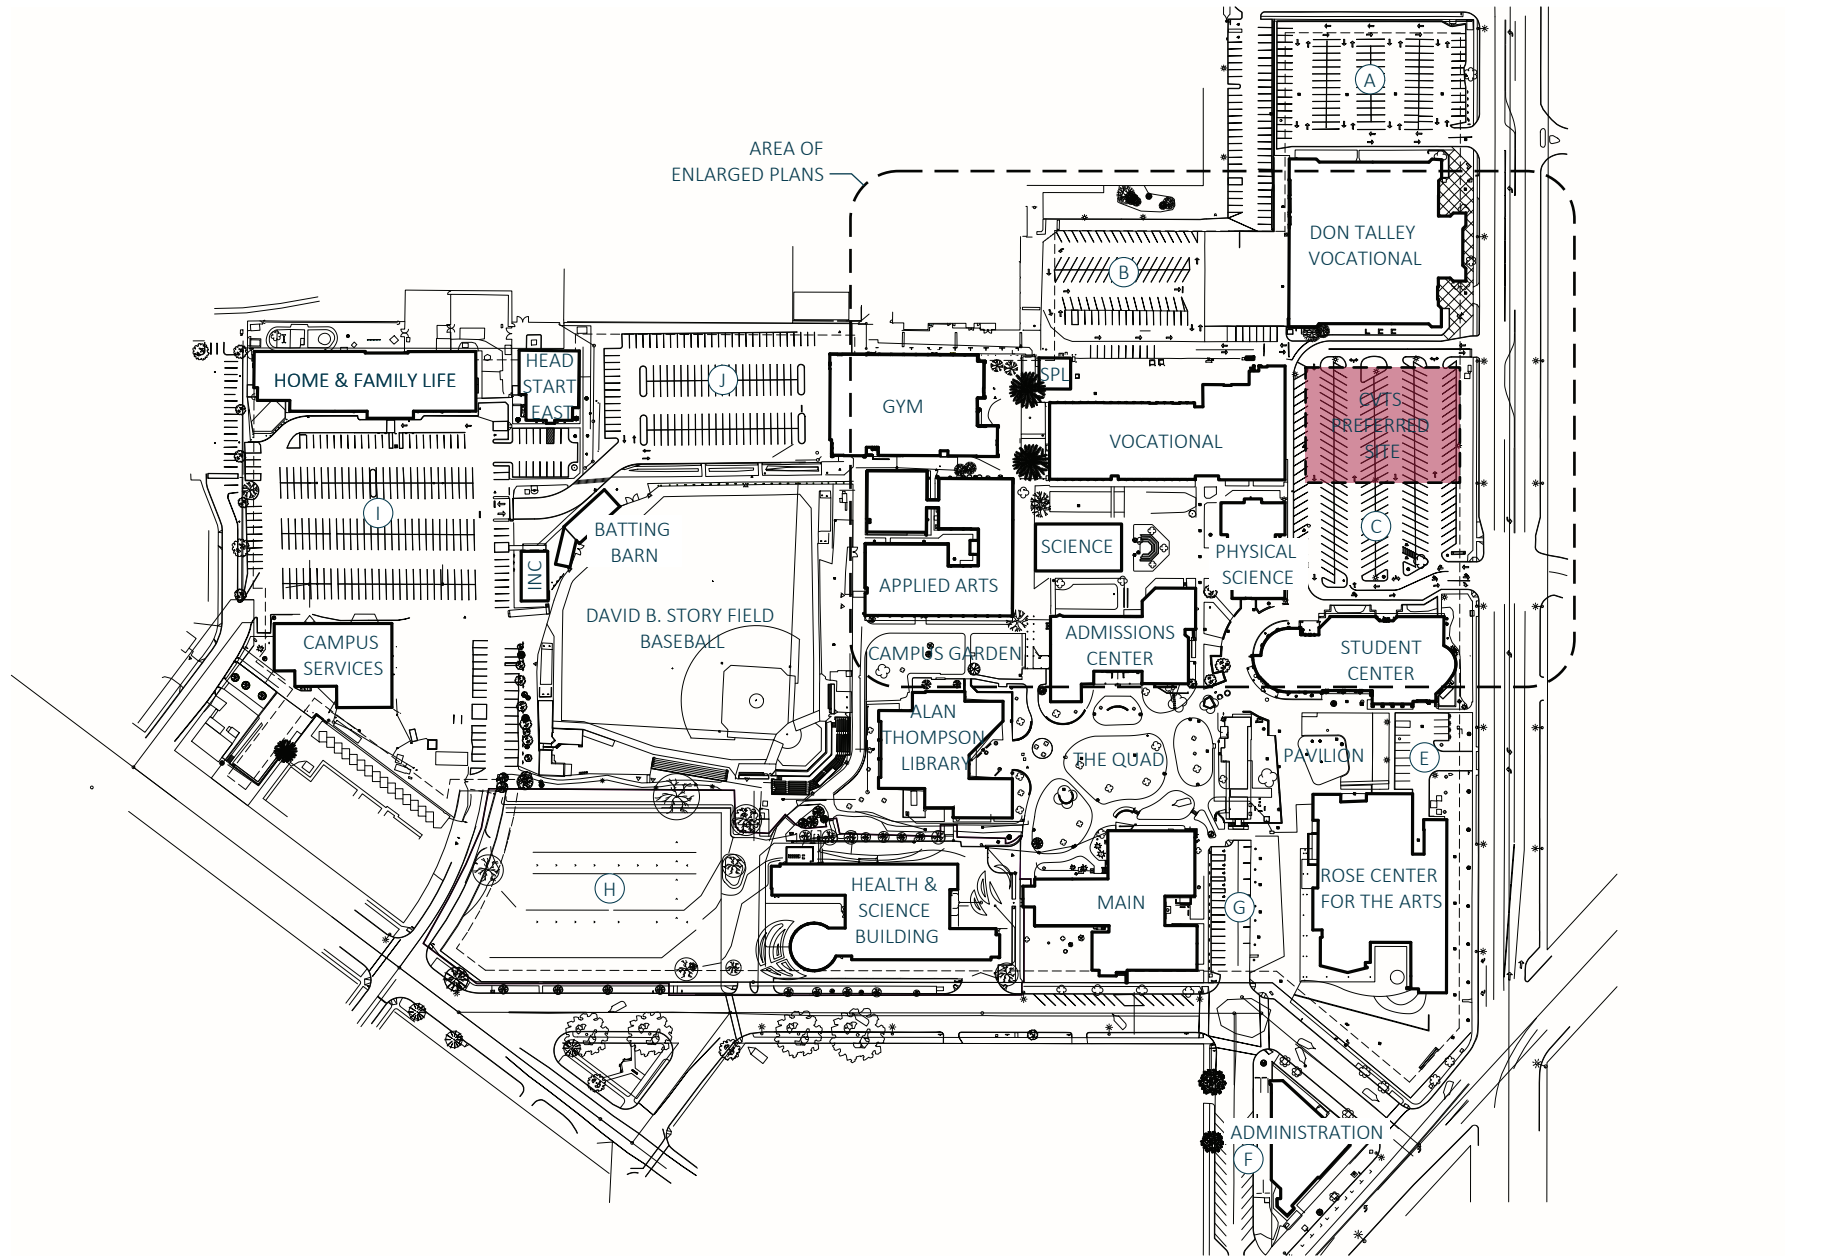 A
AREA OF
ENLARGED PLANS
DON TALLEY
VOCATIONAL
B
HOME & FAMILY LIFE
HEAD
START
EAST
J
GYM
SPL
VOCATIONAL
CVTS
PREFERRED
SITE
I
BATTING
BARN
INC
SCIENCE
PHYSICAL
SCIENCE
C
APPLIED ARTS
DAVID B. STORY FIELD
BASEBALL
CAMPUS
SERVICES
CAMPUS GARDEN
ADMISSIONS
CENTER
STUDENT
CENTER
ALAN
THOMPSON
LIBRARY
THE QUAD
PAVILION
E
H
HEALTH &
SCIENCE
BUILDING
MAIN
G
ROSE CENTER
FOR THE ARTS
ADMINISTRATION
F